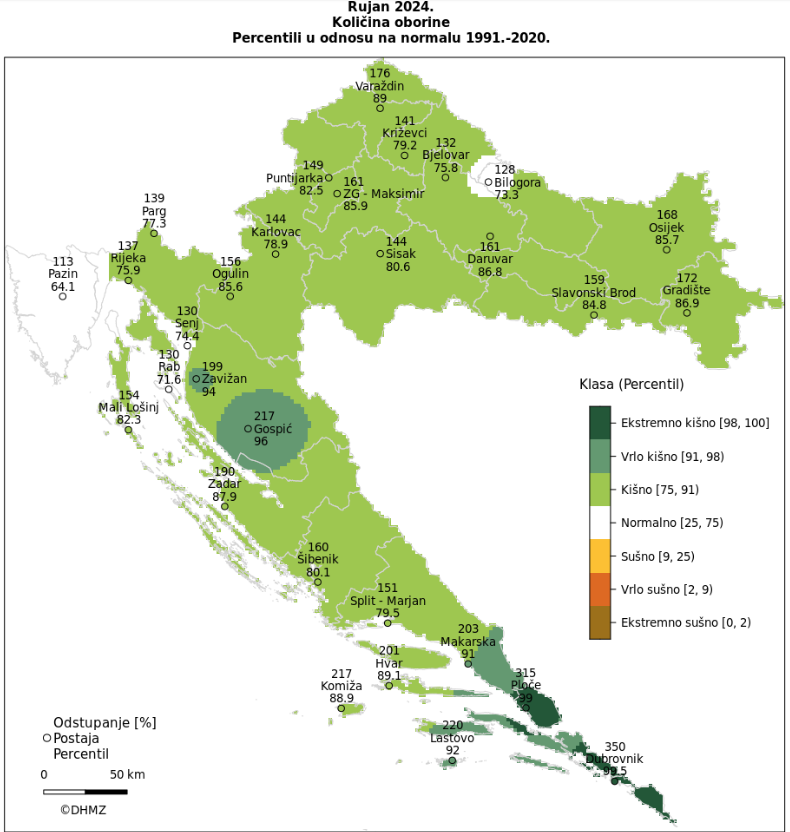 Rujan 2024.
Količina oborine
Percentili u odnosu na normalu 1991.-2020.
176
Varaždin
89
141
Križevci
79.2
132
Bjelovar
75.8
128
Bilogora
73.3
149
Puntijarka
82.5
161
ZG - Maksimir
85.9
139
Parg
77.3
144
Karlovac
78.9
168
Osijek
85.7
137
Rijeka
75.9
144
Sisak
80.6
161
Daruvar
86.8
113
Pazin
64.1
156
Ogulin
85.6
159
Slavonski Brod
84.8
172
Gradište
86.9
130
Senj
74.4
130
Rab
71.6
199
Zavižan
94
154
Mali Lošinj
82.3
217
Gospić
96
190
Zadar
87.9
160
Šibenik
80.1
151
Split - Marjan
79.5
203
Makarska
91
201
Hvar
89.1
217
Komiža
88.9
315
Ploče
99
220
Lastovo
92
350
Dubrovnik
99.5
Klasa (Percentil)
Ekstremno kišno [98, 100]
Vrlo kišno [91, 98)
Kišno [75, 91)
Normalno [25, 75)
Sušno [9, 25)
Vrlo sušno [2, 9)
Ekstremno sušno [0, 2)
Odstupanje [%]
Postaja
Percentil
0 50 km
©DHMZ